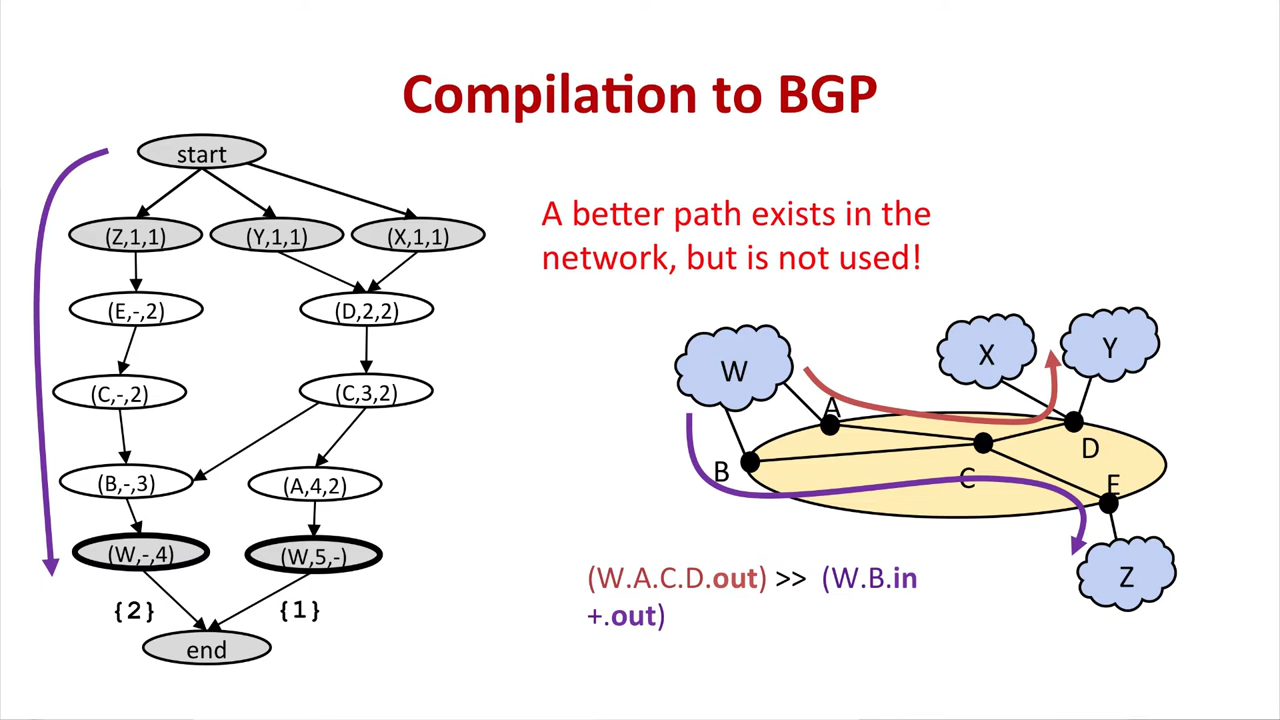 Compilation to BGP
start
(Z,1,1) (Y,1,1) (X,1,1)
A better path exists in the
network, but is not used!
(E,-,2) (D,2,2)
(C,-,2) (C,3,2)
(B,-,3) (A,4,2)
(W,-,4) (W,5,-)
{2} {1}
end
W
X
Y
A
B
C
D
E
Z
(W.A.C.D.out) >> (W.B.in
+.out)